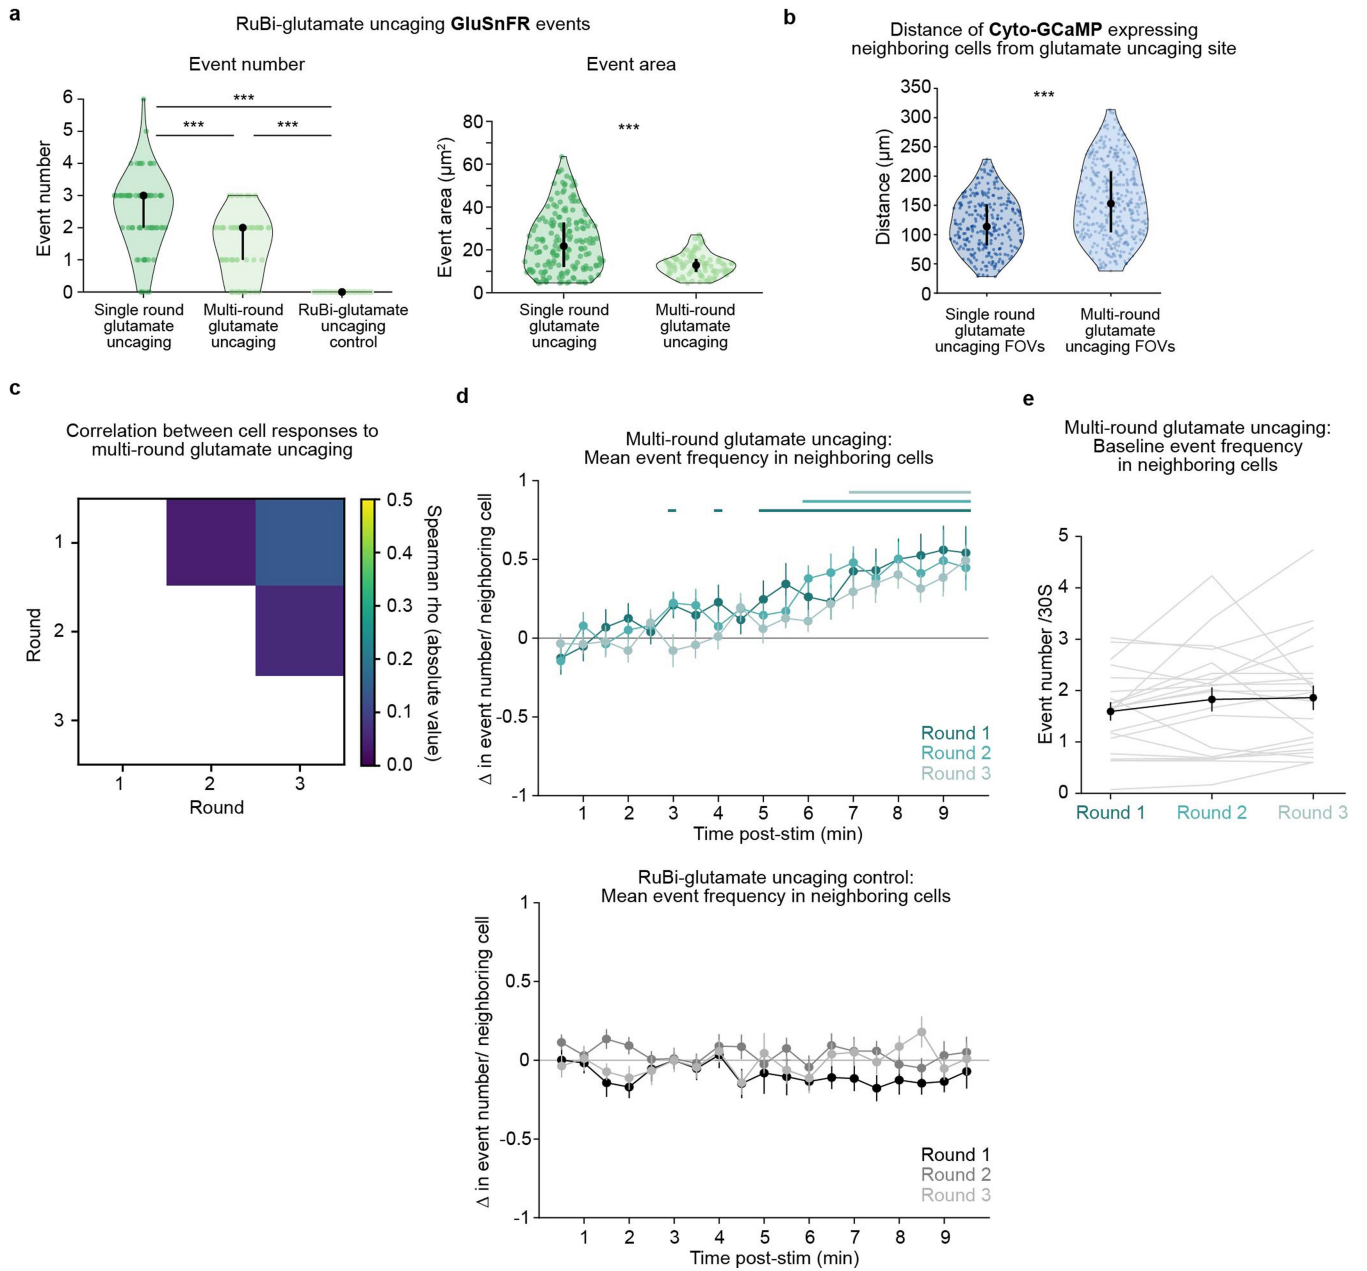 a
RuBi-glutamate uncaging GluSnFR events
Event number
Event number
6
5
4
3
2
1
0
***
***
***
Single round
glutamate
uncaging
Multi-round
glutamate
uncaging
RuBi-glutamate
uncaging
control
Event area
Event area (µm²)
80
60
40
20
0
***
Single round
glutamate
uncaging
Multi-round
glutamate
uncaging
b
Distance of Cyto-GCaMP expressing
neighboring cells from glutamate uncaging site
Distance (µm)
350
300
250
200
150
100
50
0
***
Single round
glutamate
uncaging FOVs
Multi-round
glutamate
uncaging FOVs
c
Correlation between cell responses to
multi-round glutamate uncaging
Round
1
2
3
1 2 3
Round
0.5
0.4
0.3
0.2
0.1
0.0
Spearman rho (absolute value)
d
Multi-round glutamate uncaging:
Mean event frequency in neighboring cells
Δ in event number/ neighboring cell
1
0.5
0
-0.5
-1
Round 1
Round 2
Round 3
1 2 3 4 5 6 7 8 9
Time post-stim (min)
RuBi-glutamate uncaging control:
Mean event frequency in neighboring cells
Δ in event number/ neighboring cell
1
0.5
0
-0.5
-1
Round 1
Round 2
Round 3
1 2 3 4 5 6 7 8 9
Time post-stim (min)
e
Multi-round glutamate uncaging:
Baseline event frequency
in neighboring cells
Event number /30S
5
4
3
2
1
0
Round 1 Round 2 Round 3